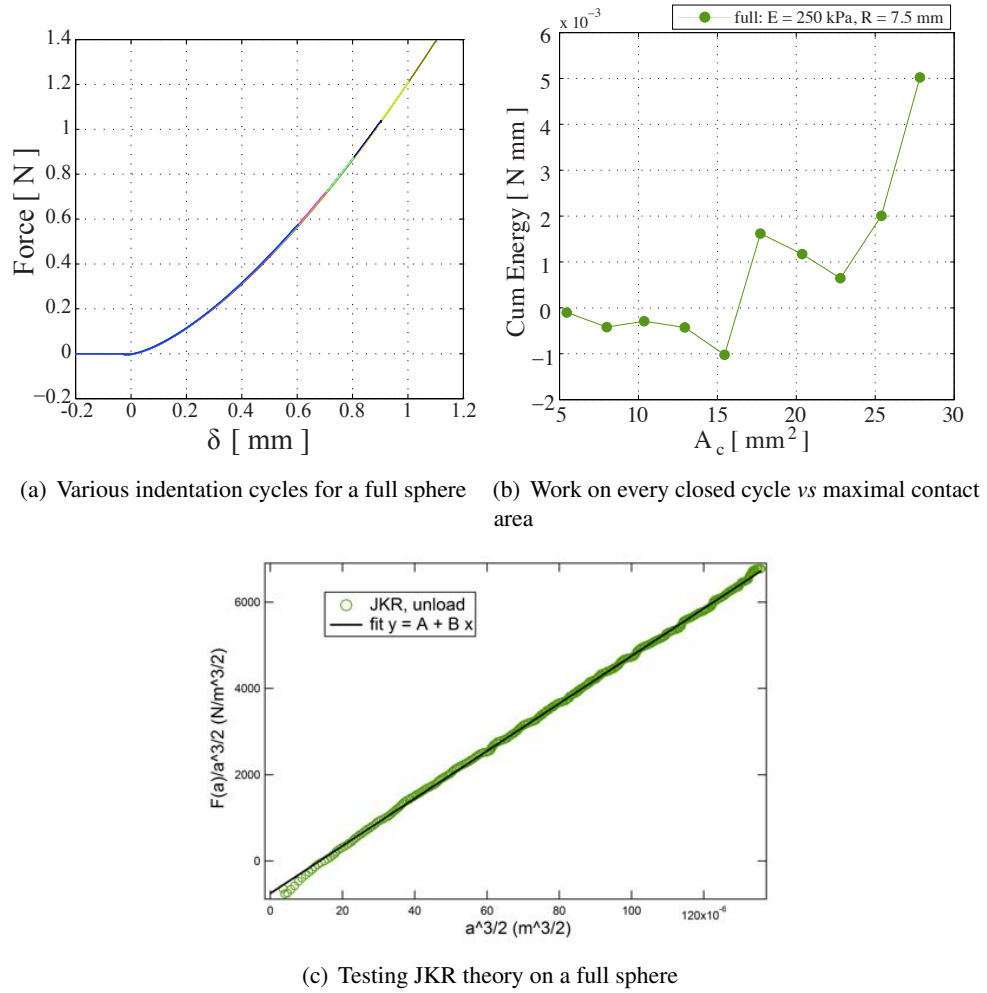 1.4
1.2
1
0.8
0.6
0.4
0.2
0
−0.2
-0.2 0 0.2 0.4 0.6 0.8 1 1.2
Force [ N ]
δ [ mm ]
x 10⁻³
full: E = 250 kPa, R = 7.5 mm
6
5
4
3
2
1
0
−1
−2
5 10 15 20 25 30
Cum Energy [ N mm ]
A_c [ mm² ]
(a) Various indentation cycles for a full sphere
(b) Work on every closed cycle vs maximal contact
area
JKR, unload
fit y = A + B x
6000
4000
2000
0
0 20 40 60 80 100 120x10⁻⁶
F(a)/a^3/2 (N/m^3/2)
a^3/2 (m^3/2)
(c) Testing JKR theory on a full sphere